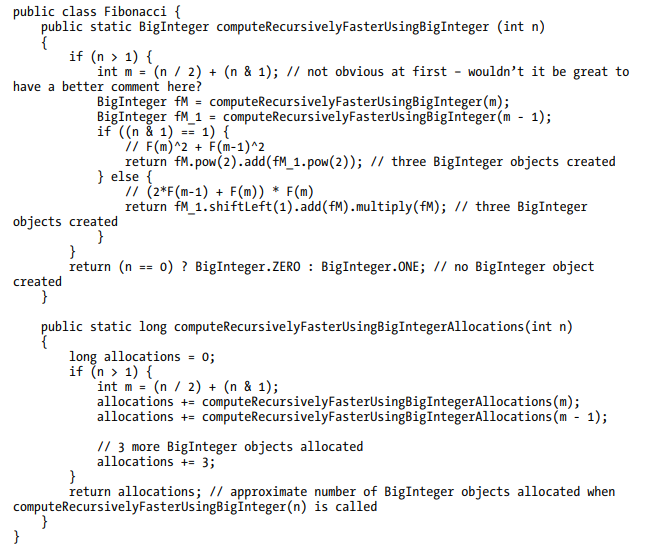 public class Fibonacci {
    public static BigInteger computeRecursivelyFasterUsingBigInteger (int n)
    {
        if (n > 1) {
            int m = (n / 2) + (n & 1); // not obvious at first – wouldn’t it be great to
have a better comment here?
            BigInteger fM = computeRecursivelyFasterUsingBigInteger(m);
            BigInteger fM_1 = computeRecursivelyFasterUsingBigInteger(m - 1);
            if ((n & 1) == 1) {
                // F(m)^2 + F(m-1)^2
                return fM.pow(2).add(fM_1.pow(2)); // three BigInteger objects created
            } else {
                // (2*F(m-1) + F(m)) * F(m)
                return fM_1.shiftLeft(1).add(fM).multiply(fM); // three BigInteger
objects created
            }
        }
        return (n == 0) ? BigInteger.ZERO : BigInteger.ONE; // no BigInteger object
created
    }

    public static long computeRecursivelyFasterUsingBigIntegerAllocations(int n)
    {
        long allocations = 0;
        if (n > 1) {
            int m = (n / 2) + (n & 1);
            allocations += computeRecursivelyFasterUsingBigIntegerAllocations(m);
            allocations += computeRecursivelyFasterUsingBigIntegerAllocations(m - 1);

            // 3 more BigInteger objects allocated
            allocations += 3;
        }
        return allocations; // approximate number of BigInteger objects allocated when
computeRecursivelyFasterUsingBigInteger(n) is called
    }
}